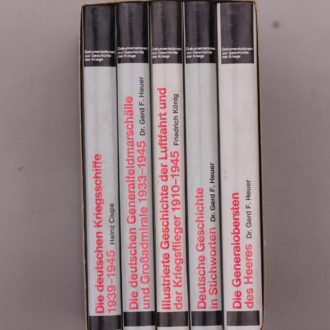 Dokumentationen
zur Geschichte
der Kriege
Die deutschen Kriegsschiffe
1939–1945 Heinz Ciupa
Dokumentationen
zur Geschichte
der Kriege
Die deutschen Generalfeldmarschälle
und Großadmirale 1933–1945 Dr. Gerd F. Heuer
Dokumentationen
zur Geschichte
der Kriege
Illustrierte Geschichte der Luftfahrt und
der Kriegsflieger 1910–1945 Friedrich König
Dokumentationen
zur Geschichte
der Kriege
Deutsche Geschichte
in Stichworten Dr. Gerd F. Heuer
Dokumentationen
zur Geschichte
der Kriege
Die Generalobersten
des Heeres Dr. Gerd F. Heuer